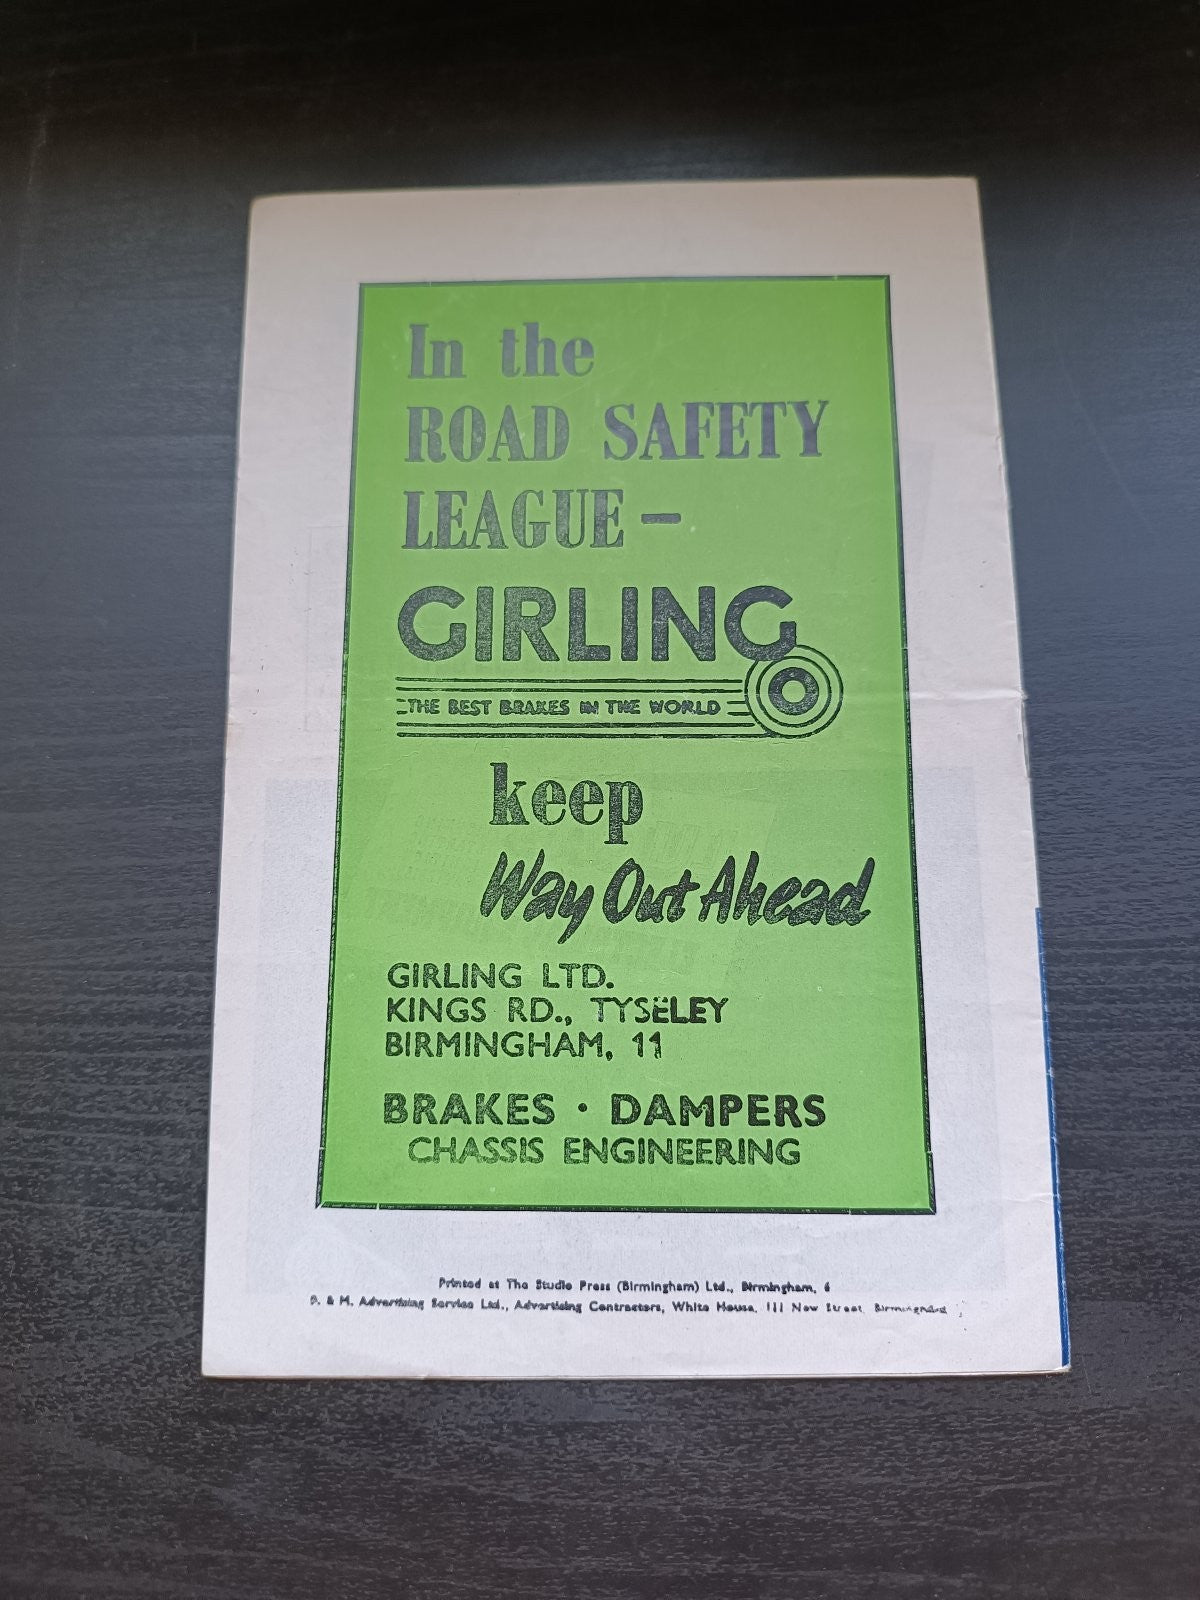 In the
ROAD SAFETY
LEAGUE –
GIRLING
THE BEST BRAKES IN THE WORLD
keep
Way Out Ahead
GIRLING LTD.
KINGS RD., TYSELEY
BIRMINGHAM, 11
BRAKES · DAMPERS
CHASSIS ENGINEERING
Printed at The Studio Press (Birmingham) Ltd., Birmingham, 6
& M. Advertising Service Ltd., Advertising Contractors, White House, 111 New Street, Birmingham